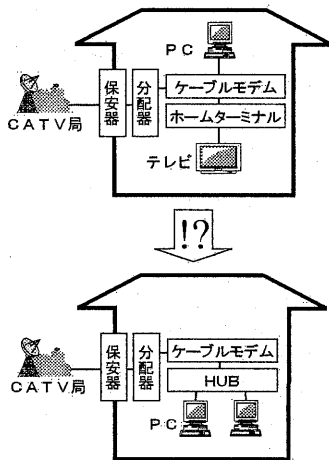 PC
保安器
分配器
ケーブルモデム
ホームターミナル
CATV局
テレビ
!?
保安器
分配器
ケーブルモデム
HUB
CATV局
PC